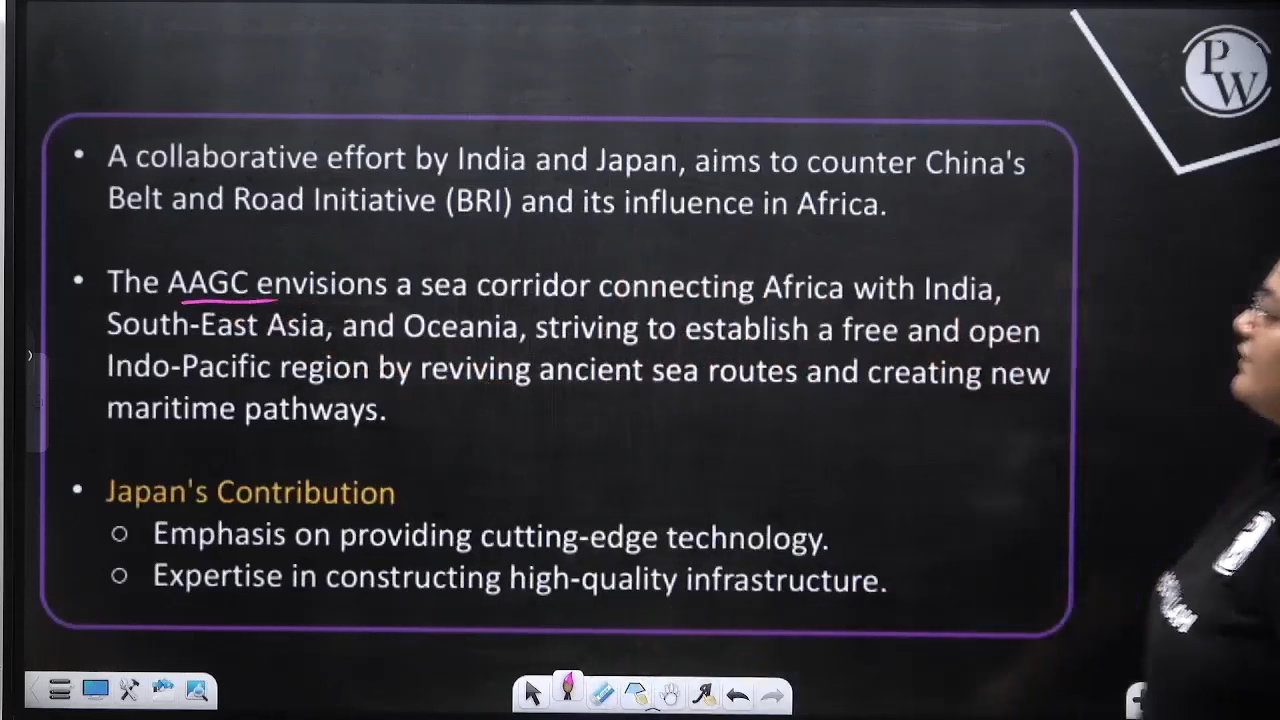 PW
• A collaborative effort by India and Japan, aims to counter China's
Belt and Road Initiative (BRI) and its influence in Africa.
• The AAGC envisions a sea corridor connecting Africa with India,
South-East Asia, and Oceania, striving to establish a free and open
Indo-Pacific region by reviving ancient sea routes and creating new
maritime pathways.
• Japan's Contribution
○ Emphasis on providing cutting-edge technology.
○ Expertise in constructing high-quality infrastructure.